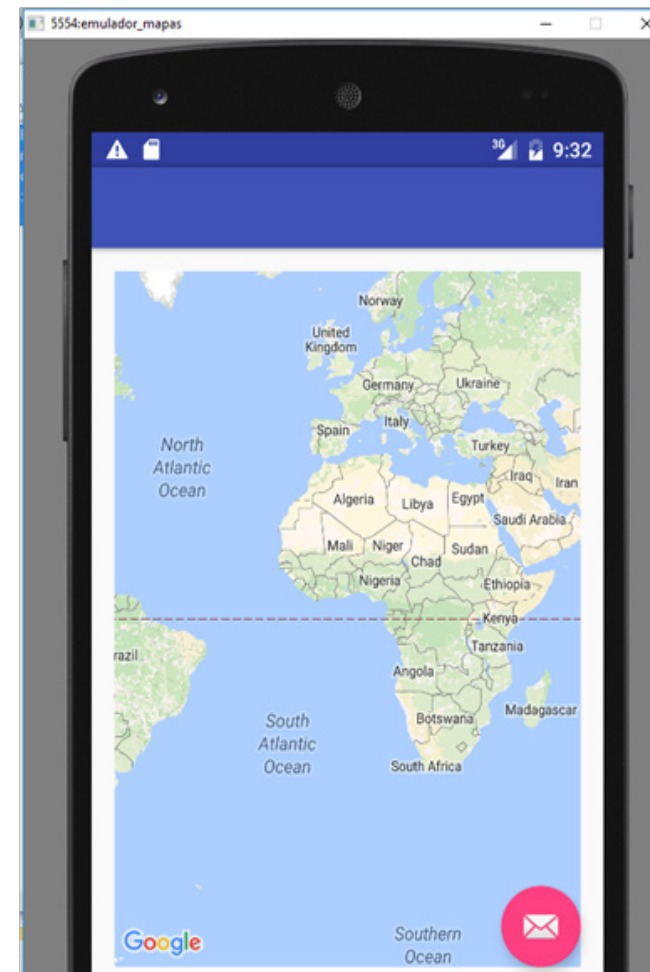 5554:emulador_mapas
3G
9:32
Norway
United
Kingdom
Germany
Ukraine
Spain
Italy
Turkey
North
Atlantic
Ocean
Iraq
Iran
Algeria
Libya
Egypt
Saudi Arabia
Mali
Niger
Chad
Sudan
Nigeria
Ethiopia
Kenya
razil
Tanzania
Angola
South
Atlantic
Ocean
Botswana
Madagascar
South Africa
Google
Southern
Ocean